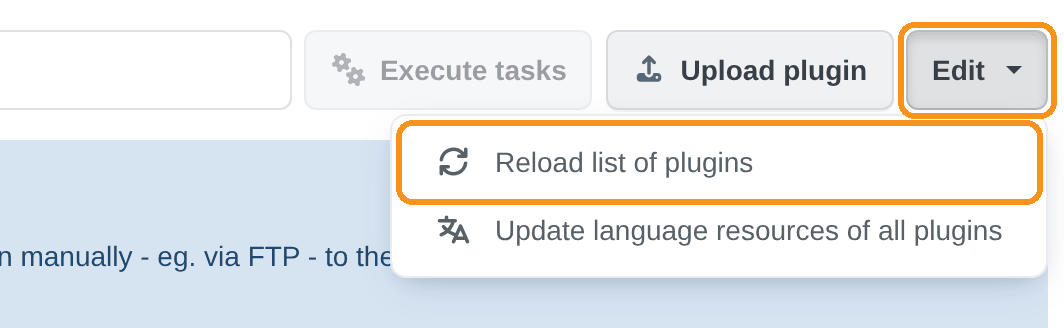 Execute tasks
Upload plugin
Edit
Reload list of plugins
Update language resources of all plugins
n manually - eg. via FTP - to the